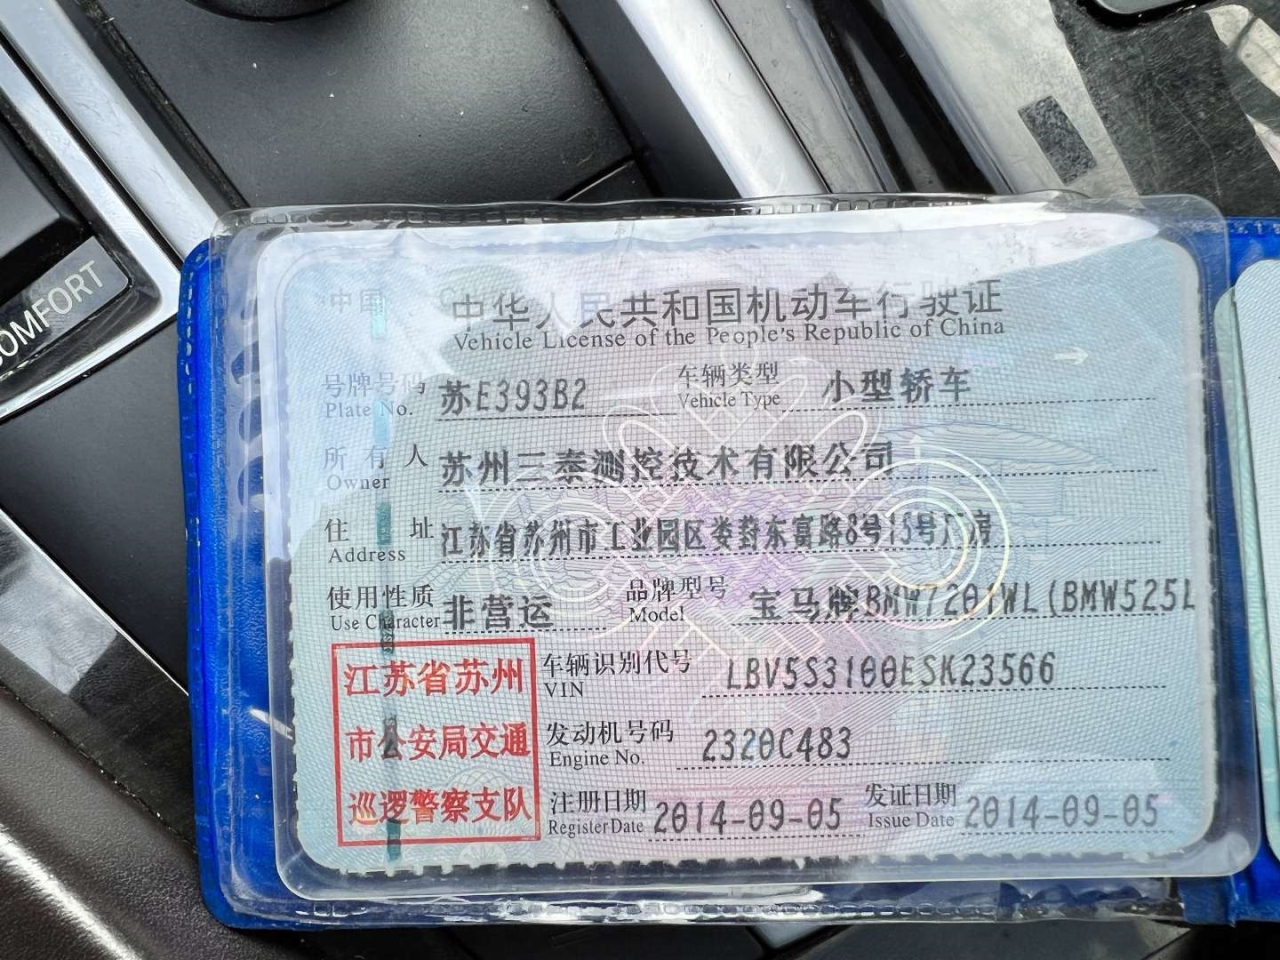 COMFORT
中国
中华人民共和国机动车行驶证
Vehicle License of the People's Republic of China
号牌号码 苏E393B2 车辆类型 小型轿车
Plate No. Vehicle Type
所有人 苏州三泰测控技术有限公司
Owner
住址 江苏省苏州市工业园区娄葑东富路8号15号厂房
Address
使用性质 非营运 品牌型号 宝马牌BMW7201WL(BMW525L
Use Character Model
江苏省苏州
市公安局交通
巡逻警察支队
车辆识别代号 LBV5S3100ESK23566
VIN
发动机号码 2320C483
Engine No.
注册日期 2014-09-05 发证日期 2014-09-05
Register Date Issue Date